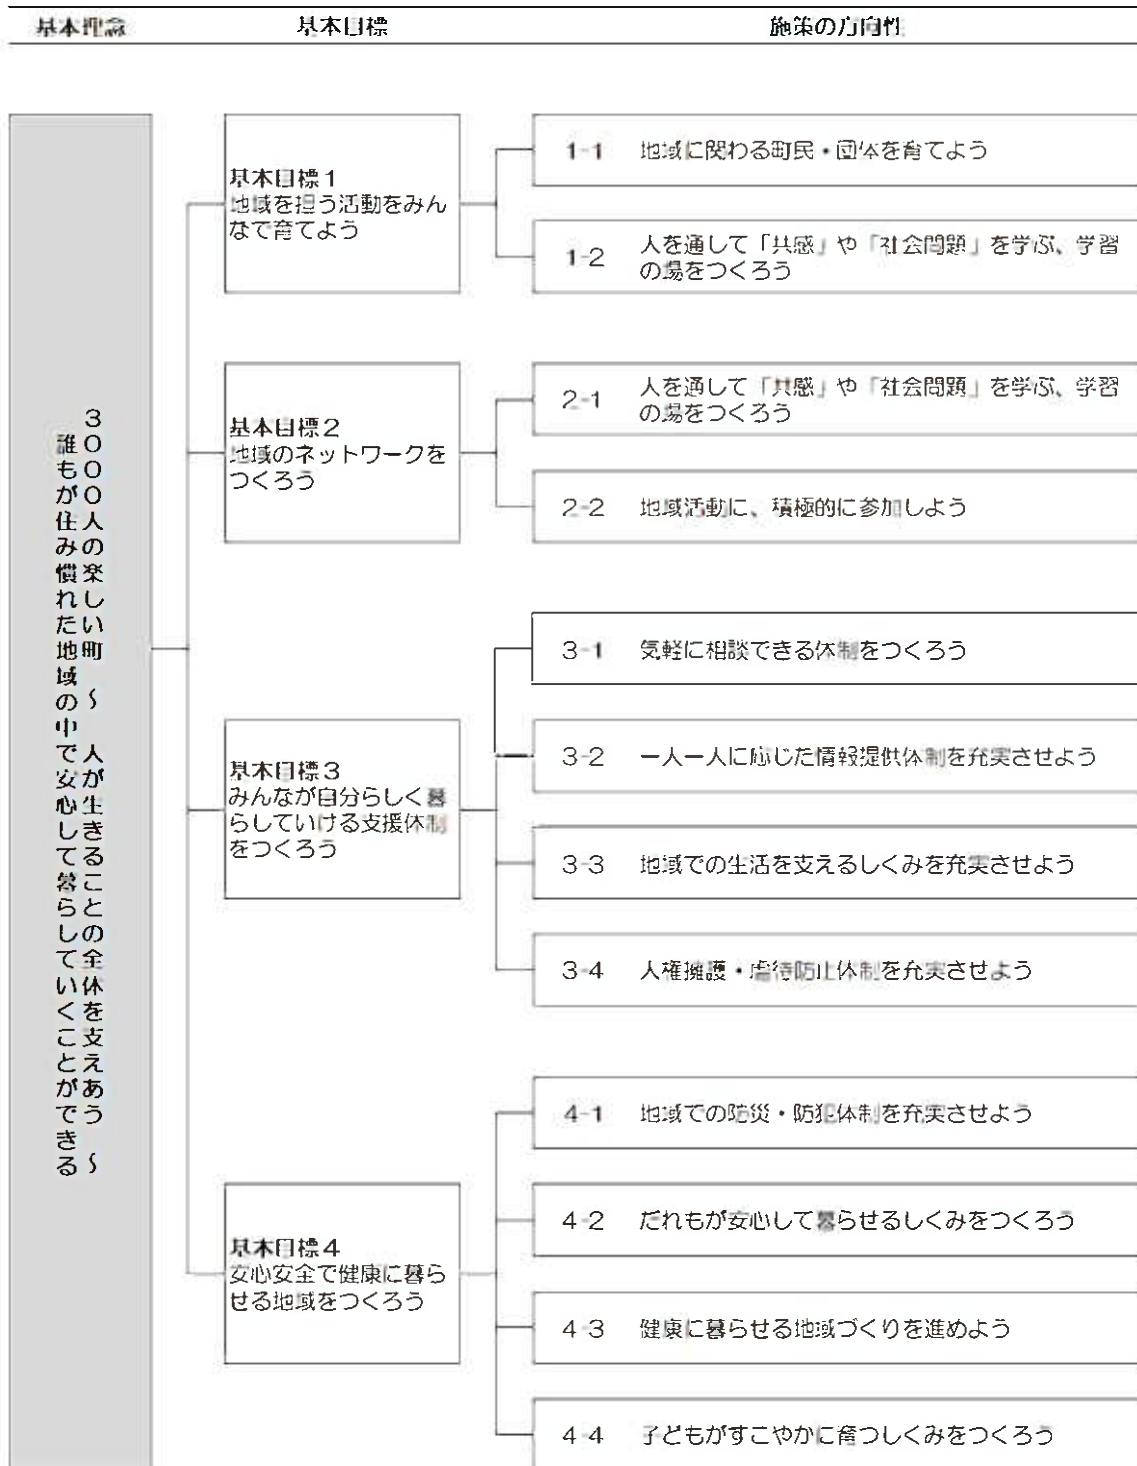 基本理念　基本目標　施策の方向性
3000人の楽しい町 ～ 人が生きることの全体を支えあう ～
誰もが住み慣れた地域の中で安心して暮らしていくことができる
基本目標1
地域を担う活動をみん
なで育てよう
1-1　地域に関わる町民・団体を育てよう
1-2　人を通して「共感」や「社会問題」を学ぶ、学習
の場をつくろう
基本目標2
地域のネットワークを
つくろう
2-1　人を通して「共感」や「社会問題」を学ぶ、学習
の場をつくろう
2-2　地域活動に、積極的に参加しよう
基本目標3
みんなが自分らしく暮
らしていける支援体制
をつくろう
3-1　気軽に相談できる体制をつくろう
3-2　一人一人に応じた情報提供体制を充実させよう
3-3　地域での生活を支えるしくみを充実させよう
3-4　人権擁護・虐待防止体制を充実させよう
基本目標4
安心安全で健康に暮ら
せる地域をつくろう
4-1　地域での防災・防犯体制を充実させよう
4-2　だれもが安心して暮らせるしくみをつくろう
4-3　健康に暮らせる地域づくりを進めよう
4-4　子どもがすこやかに育つしくみをつくろう